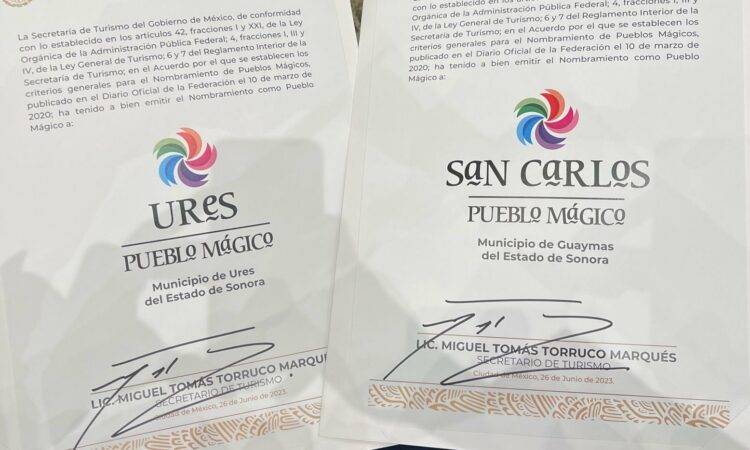 La Secretaría de Turismo del Gobierno de México, de conformidad
con lo establecido en los artículos 42, fracciones I y XXI, de la Ley
Orgánica de la Administración Pública Federal; 4, fracciones I, III y
IV, de la Ley General de Turismo; 6 y 7 del Reglamento Interior de la
Secretaría de Turismo; en el Acuerdo por el que se establecen los
criterios generales para el Nombramiento de Pueblos Mágicos,
publicado en el Diario Oficial de la Federación el 10 de marzo de
2020; ha tenido a bien emitir el Nombramiento como Pueblo
Mágico a:
URes
PUEBLO MÁGICO
Municipio de Ures
del Estado de Sonora
LIC. MIGUEL TOMÁS TORRUCO MARQU
SECRETARIO DE TURISMO
Ciudad de México, 26 de Junio de 2023.
con lo establecido en los
Orgánica de la Administración Pública Federal; 4, fracciones I, III y
IV, de la Ley General de Turismo; 6 y 7 del Reglamento Interior de la
Secretaría de Turismo; en el Acuerdo por el que se establecen los
criterios generales para el Nombramiento de Pueblos Mágicos,
publicado en el Diario Oficial de la Federación el 10 de marzo de
2020; ha tenido a bien emitir el Nombramiento como Pueblo
Mágico a:
SaN CaRLOS
PUEBLO MÁGICO
Municipio de Guaymas
del Estado de Sonora
LIC. MIGUEL TOMÁS TORRUCO MARQUÉS
SECRETARIO DE TURISMO
Ciudad de México, 26 de Junio de 2023.